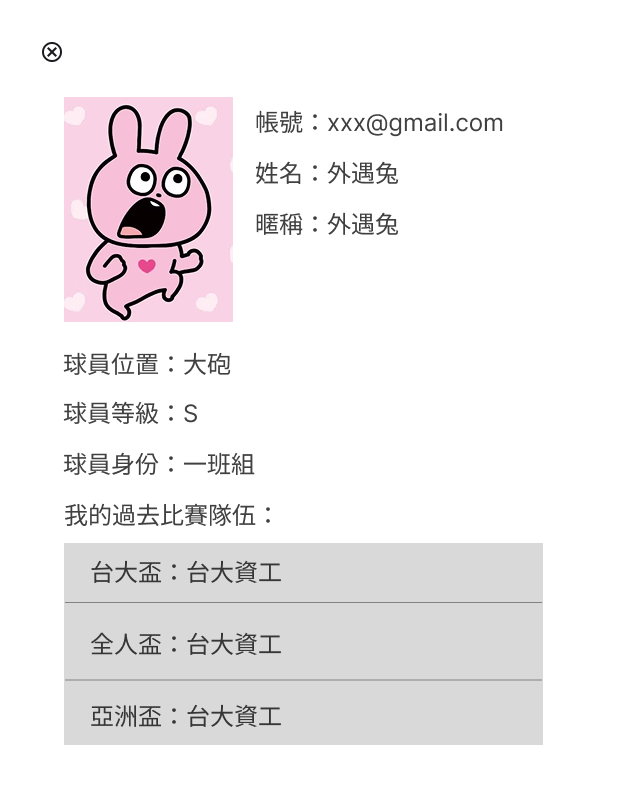 帳號：xxx@gmail.com
姓名：外遇兔
暱稱：外遇兔
球員位置：大砲
球員等級：S
球員身份：一班組
我的過去比賽隊伍：
台大盃：台大資工
全人盃：台大資工
亞洲盃：台大資工